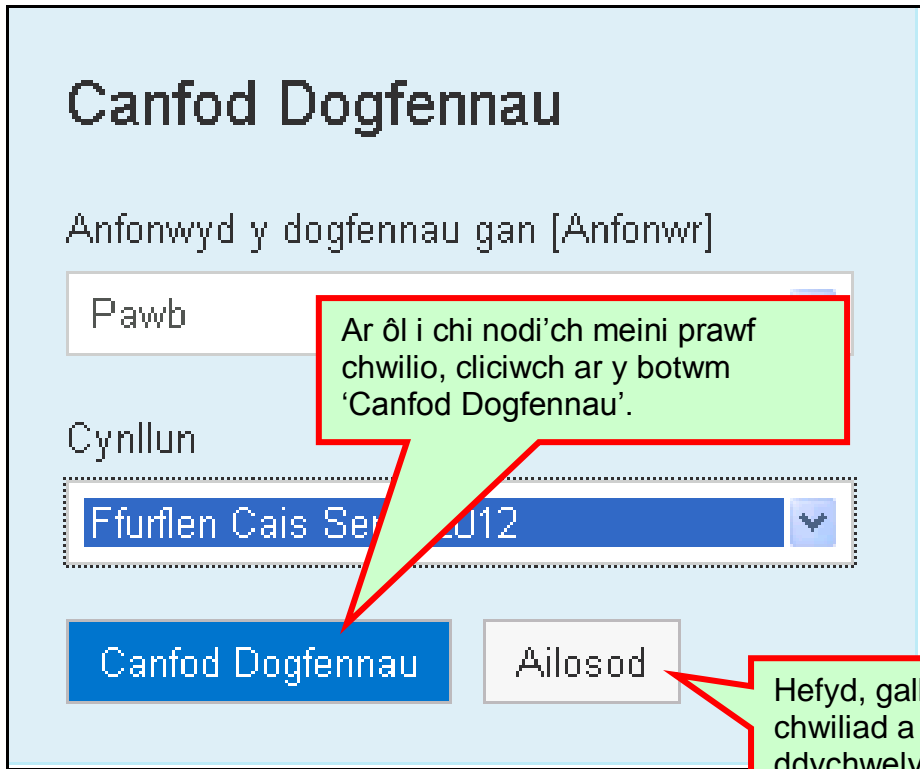 Canfod Dogfennau
Anfonwyd y dogfennau gan [Anfonwr]
Pawb
Ar ôl i chi nodi’ch meini prawf
chwilio, cliciwch ar y botwm
‘Canfod Dogfennau’.
Cynllun
Ffurflen Cais 2012
Canfod Dogfennau
Ailosod
Hefyd,
chwiliad a
ddychwely